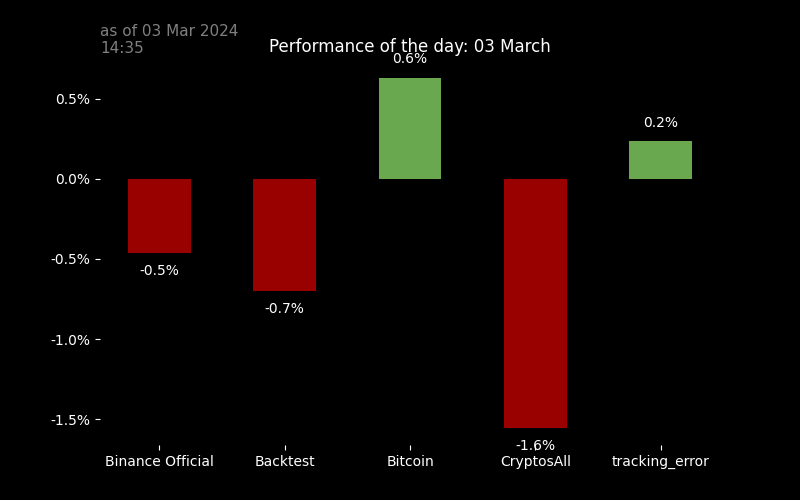 as of 03 Mar 2024
14:35
Performance of the day: 03 March
0.6%
0.5%
0.2%
0.0%
-0.5%
-0.5%
-0.7%
-1.0%
-1.5%
-1.6%
Binance Official
Backtest
Bitcoin
CryptosAll
tracking_error